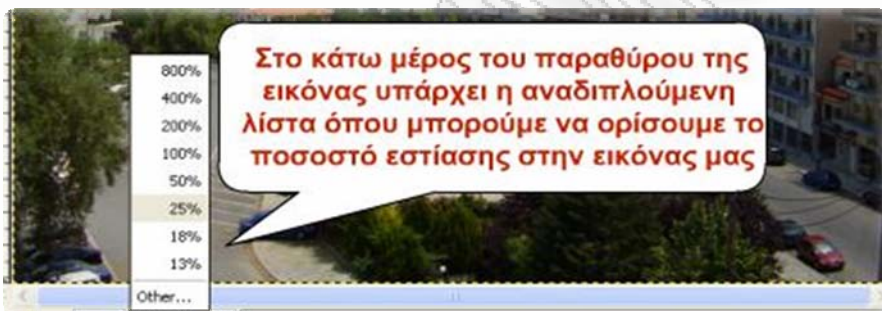 Στο κάτω μέρος του παραθύρου της
εικόνας υπάρχει η αναδιπλούμενη
λίστα όπου μπορούμε να ορίσουμε το
ποσοστό εστίασης στην εικόνας μας
800%
400%
200%
100%
50%
25%
18%
13%
Other...